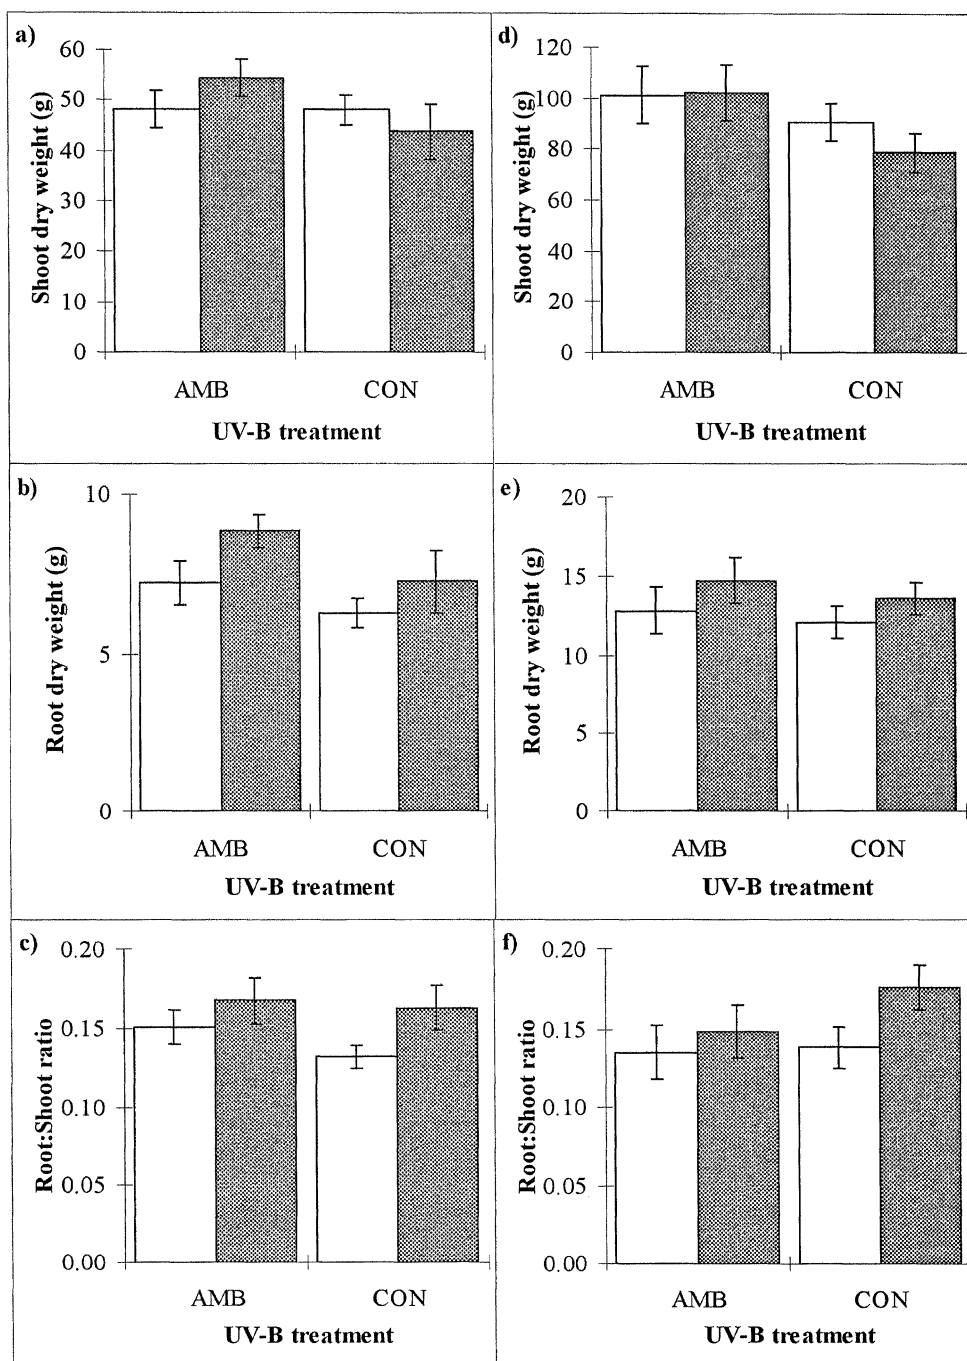 a)
Shoot dry weight (g)
60
50
40
30
20
10
0
AMB
CON
UV-B treatment
d)
Shoot dry weight (g)
120
100
80
60
40
20
0
AMB
CON
UV-B treatment
b)
Root dry weight (g)
10
5
0
AMB
CON
UV-B treatment
e)
Root dry weight (g)
20
15
10
5
0
AMB
CON
UV-B treatment
c)
Root:Shoot ratio
0.20
0.15
0.10
0.05
0.00
AMB
CON
UV-B treatment
f)
Root:Shoot ratio
0.20
0.15
0.10
0.05
0.00
AMB
CON
UV-B treatment